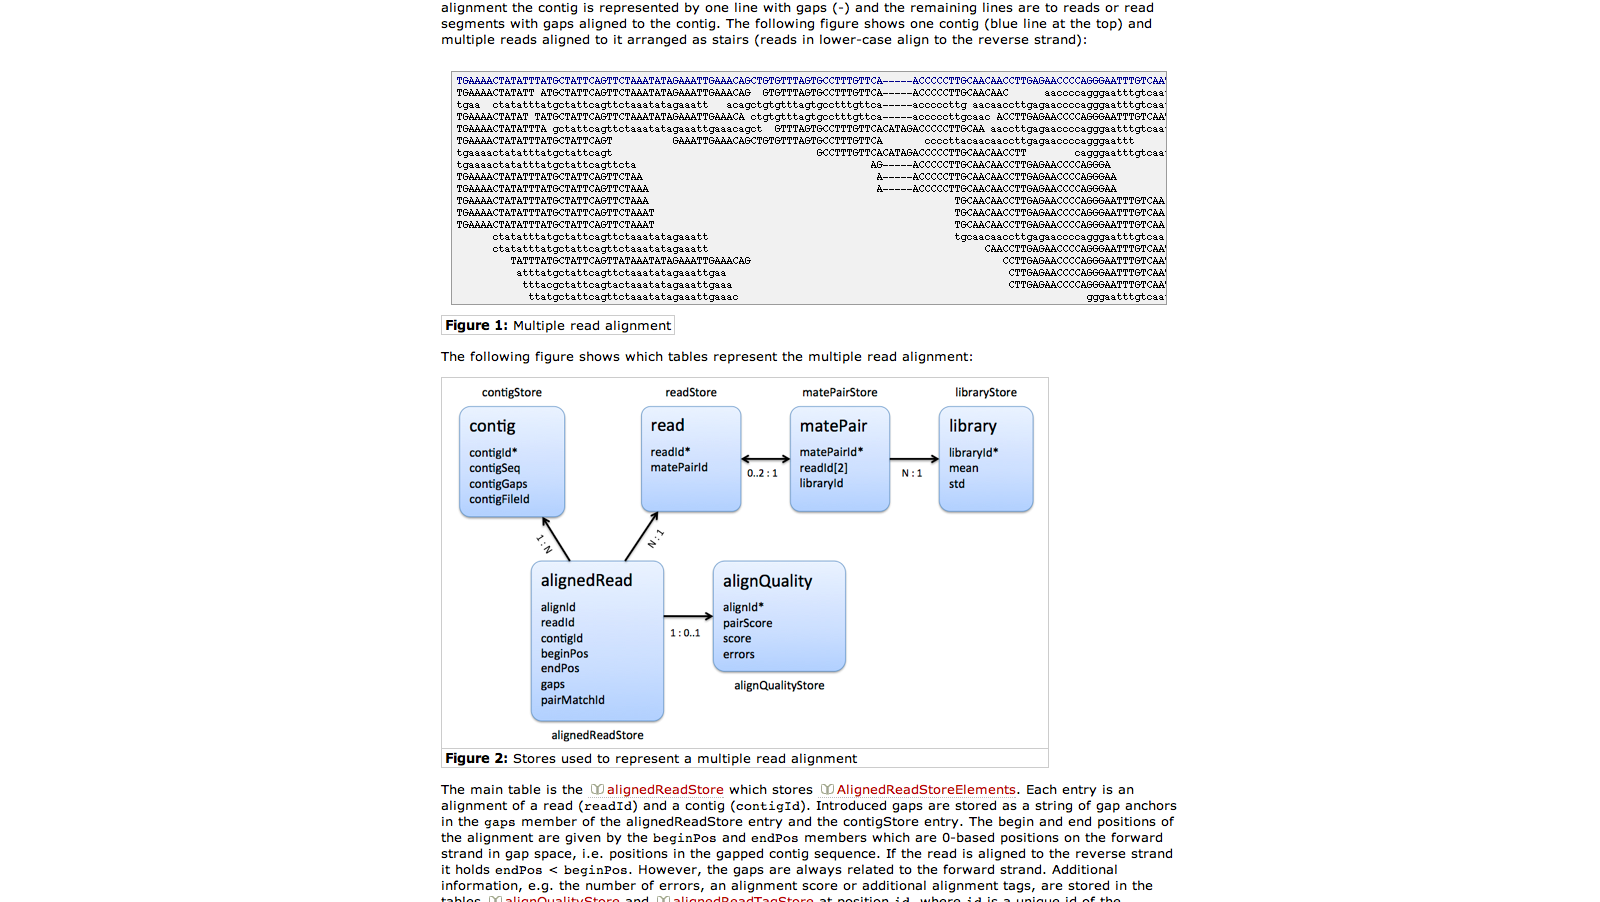 alignment the contig is represented by one line with gaps (-) and the remaining lines are to reads or read
segments with gaps aligned to the contig. The following figure shows one contig (blue line at the top) and
multiple reads aligned to it arranged as stairs (reads in lower-case align to the reverse strand):
TGAAAACTATATTTATGCTATTCAGTTCTAAATATAGAAATTGAAACAGCTGTGTTTAGTGCCTTTGTTCA-----ACCCCCTTGCAACAACCTTGAGAACCCCAGGGAATTTGTCAA
TGAAAACTATATT ATGCTATTCAGTTCTAAATATAGAAATTGAAACAG GTGTTTAGTGCCTTTGTTCA-----ACCCCCTTGCAACAAC aaccccagggaatttgtcaa
tgaa ctatatttatgctattcagttctaaatatagaaatt acagctgtgtttagtgcctttgttca-----acccccttg aacaaccttgagaaccccagggaatttgtcaa
TGAAAACTATAT TATGCTATTCAGTTCTAAATATAGAAATTGAAACA ctgtgtttagtgcctttgttca-----acccccttgcaac ACCTTGAGAACCCCAGGGAATTTGTCAA
TGAAAACTATATTTA gctattcagttctaaatatagaaattgaaacagct GTTTAGTGCCTTTGTTCACATAGACCCCCTTGCAA aaccttgagaaccccagggaatttgtcaa
TGAAAACTATATTTATGCTATTCAGT GAAATTGAAACAGCTGTGTTTAGTGCCTTTGTTCA ccccttacaacaaccttgagaaccccagggaattt
tgaaaactatatttatgctattcagt GCCTTTGTTCACATAGACCCCCTTGCAACAACCTT cagggaatttgtcaa
tgaaaactatatttatgctattcagttcta AG-----ACCCCCTTGCAACAACCTTGAGAACCCCAGGGA
TGAAAACTATATTTATGCTATTCAGTTCTAA A-----ACCCCCTTGCAACAACCTTGAGAACCCCAGGGAA
TGAAAACTATATTTATGCTATTCAGTTCTAAA A-----ACCCCCTTGCAACAACCTTGAGAACCCCAGGGAA
TGAAAACTATATTTATGCTATTCAGTTCTAAA TGCAACAACCTTGAGAACCCCAGGGAATTTGTCAA
TGAAAACTATATTTATGCTATTCAGTTCTAAAT TGCAACAACCTTGAGAACCCCAGGGAATTTGTCAA
TGAAAACTATATTTATGCTATTCAGTTCTAAAT TGCAACAACCTTGAGAACCCCAGGGAATTTGTCAA
ctatatttatgctattcagttctaaatatagaaatt tgcaacaaccttgagaaccccagggaatttgtcaa
ctatatttatgctattcagttctaaatatagaaatt CAACCTTGAGAACCCCAGGGAATTTGTCAA
TATTTATGCTATTCAGTTATAAATATAGAAATTGAAACAG CCTTGAGAACCCCAGGGAATTTGTCAA
atttatgctattcagttctaaatatagaaattgaa CTTGAGAACCCCAGGGAATTTGTCAA
tttacgctattcagtactaaatatagaaattgaaa CTTGAGAACCCCAGGGAATTTGTCAA
ttatgctattcagttctaaatatagaaattgaaac gggaatttgtcaa
Figure 1: Multiple read alignment
The following figure shows which tables represent the multiple read alignment:
contigStore readStore matePairStore libraryStore
contig
contigId*
contigSeq
contigGaps
contigFileId
read
readId*
matePairId
0..2 : 1
matePair
matePairId*
readId[2]
libraryId
N : 1
library
libraryId*
mean
std
1 : N
N : 1
alignedRead
alignId
readId
contigId
beginPos
endPos
gaps
pairMatchId
1 : 0..1
alignQuality
alignId*
pairScore
score
errors
alignQualityStore
alignedReadStore
Figure 2: Stores used to represent a multiple read alignment
The main table is the alignedReadStore which stores AlignedReadStoreElements. Each entry is an
alignment of a read (readId) and a contig (contigId). Introduced gaps are stored as a string of gap anchors
in the gaps member of the alignedReadStore entry and the contigStore entry. The begin and end positions of
the alignment are given by the beginPos and endPos members which are 0-based positions on the forward
strand in gap space, i.e. positions in the gapped contig sequence. If the read is aligned to the reverse strand
it holds endPos < beginPos. However, the gaps are always related to the forward strand. Additional
information, e.g. the number of errors, an alignment score or additional alignment tags, are stored in the
tables alignQualityStore and alignedReadTagStore at position id, where id is a unique id of the